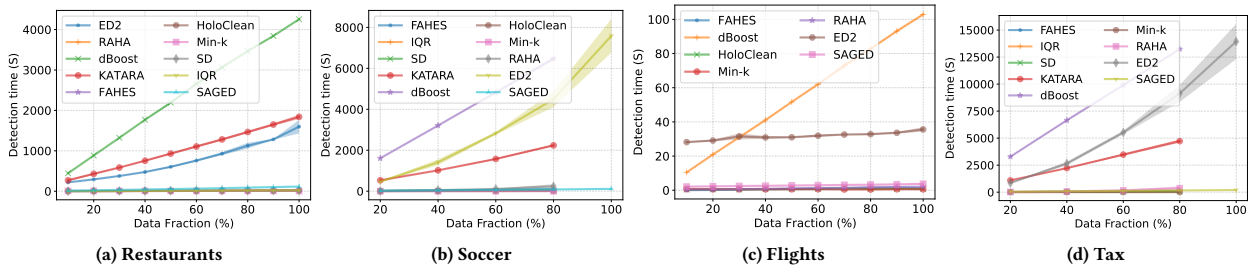 Detection time (S)
4000
3000
2000
1000
0
20 40 60 80 100
Data Fraction (%)
ED2
RAHA
dBoost
KATARA
FAHES
HoloClean
Min-k
SD
IQR
SAGED
(a) Restaurants
Detection time (S)
8000
6000
4000
2000
0
20 40 60 80 100
Data Fraction (%)
FAHES
IQR
SD
KATARA
dBoost
HoloClean
Min-k
RAHA
ED2
SAGED
(b) Soccer
Detection time (S)
100
80
60
40
20
0
20 40 60 80 100
Data Fraction (%)
FAHES
dBoost
HoloClean
Min-k
RAHA
ED2
SAGED
(c) Flights
Detection time (S)
15000
12500
10000
7500
5000
2500
0
20 40 60 80 100
Data Fraction (%)
FAHES
IQR
SD
KATARA
dBoost
Min-k
RAHA
ED2
SAGED
(d) Tax